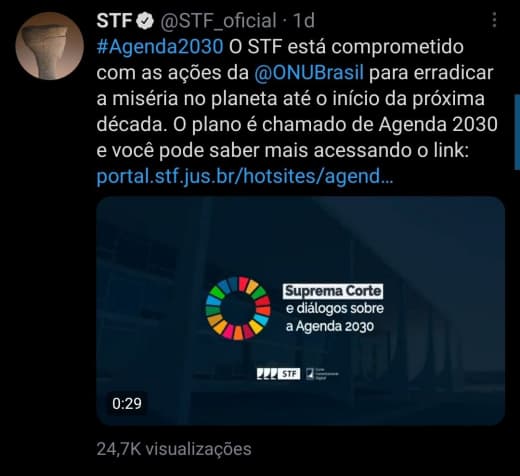 STF @STF_oficial · 1d
#Agenda2030 O STF está comprometido
com as ações da @ONUBrasil para erradicar
a miséria no planeta até o início da próxima
década. O plano é chamado de Agenda 2030
e você pode saber mais acessando o link:
portal.stf.jus.br/hotsites/agend...
Suprema Corte
e diálogos sobre
a Agenda 2030
STF
0:29
24,7K visualizações